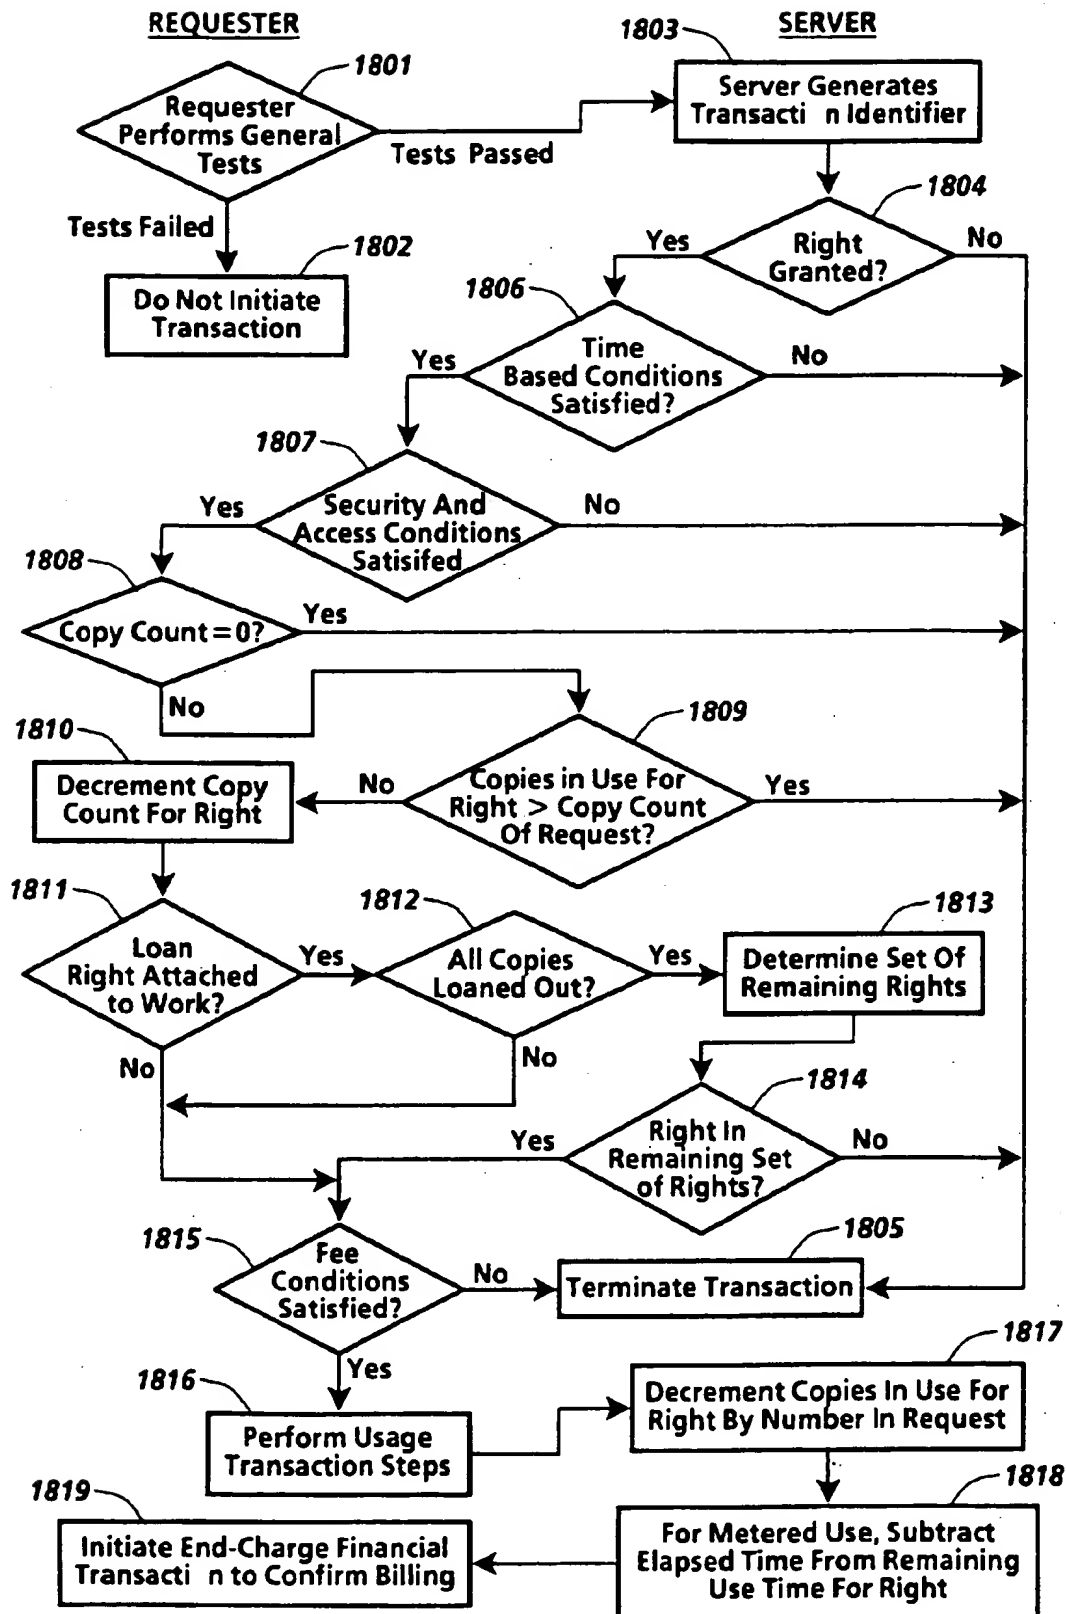 REQUESTER
SERVER
1801
1803
Requester
Performs General
Tests
Tests Passed
Server Generates
Transacti n Identifier
Tests Failed
1802
Do Not Initiate
Transaction
1804
Right
Granted?
Yes
No
1806
Time
Based Conditions
Satisfied?
Yes
No
1807
Security And
Access Conditions
Satisifed
Yes
No
1808
Copy Count = 0?
Yes
No
1809
Copies in Use For
Right > Copy Count
Of Request?
No
Yes
1810
Decrement Copy
Count For Right
1811
Loan
Right Attached
to Work?
Yes
No
1812
All Copies
Loaned Out?
Yes
No
1813
Determine Set Of
Remaining Rights
1814
Right In
Remaining Set
of Rights?
Yes
No
1815
Fee
Conditions
Satisfied?
No
Yes
1805
Terminate Transaction
1816
Perform Usage
Transaction Steps
1817
Decrement Copies In Use For
Right By Number In Request
1818
For Metered Use, Subtract
Elapsed Time From Remaining
Use Time For Right
1819
Initiate End-Charge Financial
Transacti n to Confirm Billing